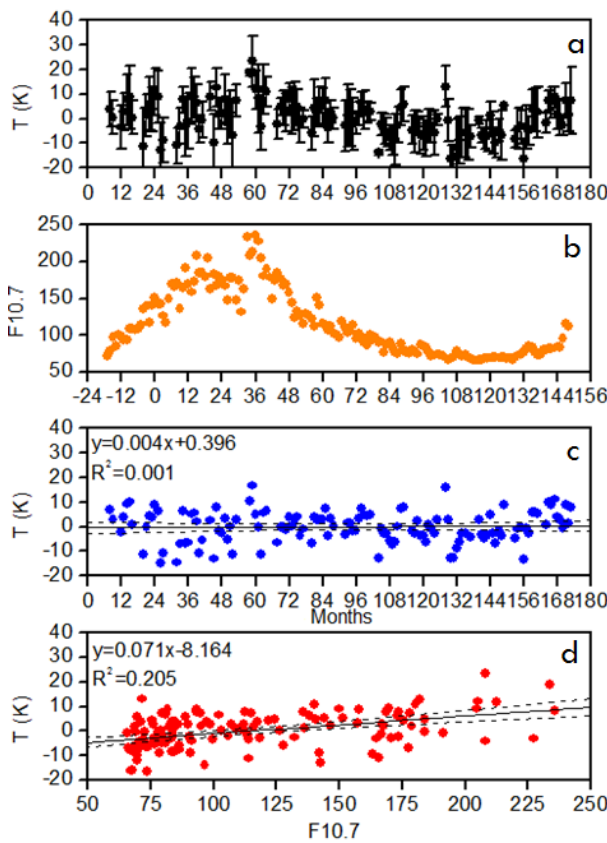 a
T (K)
40
30
20
10
0
-10
-20
0 12 24 36 48 60 72 84 96 108 120 132 144 156 168 180
b
F10.7
250
200
150
100
50
-24 -12 0 12 24 36 48 60 72 84 96 108 120 132 144 156
c
y=0.004x+0.396
R²=0.001
T (K)
40
30
20
10
0
-10
-20
0 12 24 36 48 60 72 84 96 108 120 132 144 156 168 180
Months
d
y=0.071x-8.164
R²=0.205
T (K)
40
30
20
10
0
-10
-20
50 75 100 125 150 175 200 225 250
F10.7